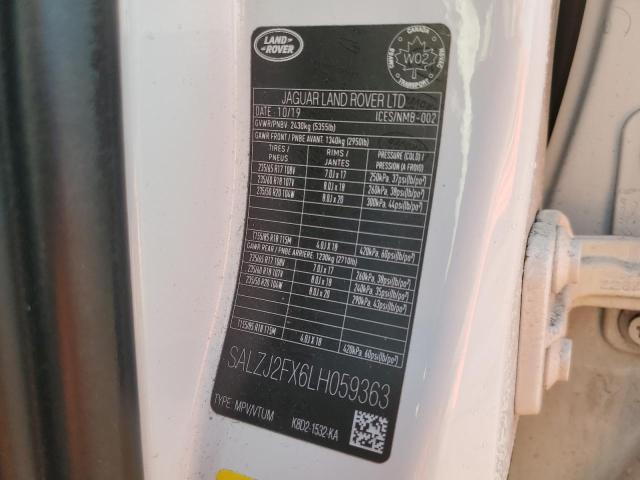 LAND ROVER
CANADA
W02
TRANSPORT
JAGUAR LAND ROVER LTD
DATE 10/19 ICES/NMB-002
GVWR/PNBV: 2430kg (5355lb)
GAWR FRONT / PNBE AVANT: 1340kg (2950lb)
TIRES / PNEUS RIMS / JANTES PRESSURE (COLD) / PRESSION (A FROID)
235/65 R17 108V 7.0J x 17 250kPa, 37psi(lb/po²)
235/60 R18 107V 8.0J x 18 260kPa, 38psi(lb/po²)
235/50 R20 104W 8.0J x 20 300kPa, 44psi(lb/po²)
T155/85 R18 115M 4.0J X 18 420kPa, 60psi(lb/po²)
GAWR REAR / PNBE ARRIERE: 1230kg (2710lb)
235/65 R17 108V 7.0J x 17 260kPa, 38psi(lb/po²)
235/60 R18 107V 8.0J x 18 240kPa, 35psi(lb/po²)
235/50 R20 104W 8.0J x 20 290kPa, 43psi(lb/po²)
T155/85 R18 115M 4.0J X 18 420kPa, 60psi(lb/po²)
SALZJ2FX6LH059363
TYPE: MPV/VTUM K8D2-1532-KA